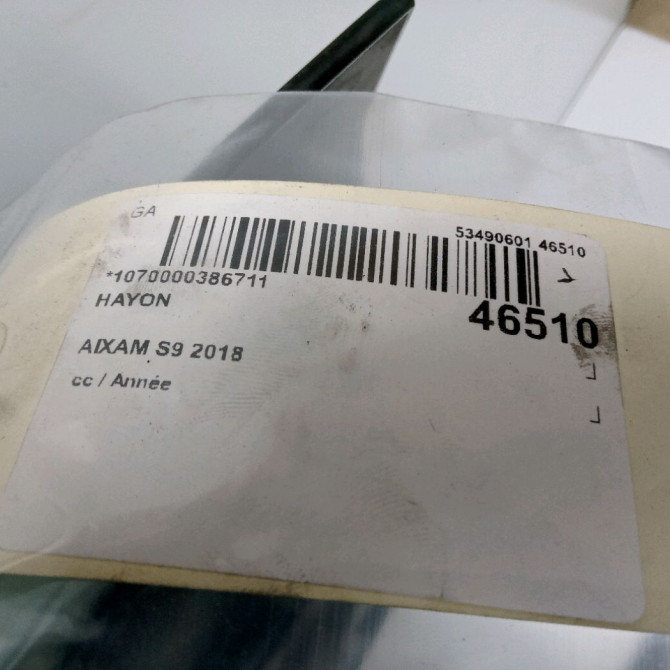 GA
53490601 46510
*1070000386711
HAYON
46510
AIXAM S9 2018
cc / Année